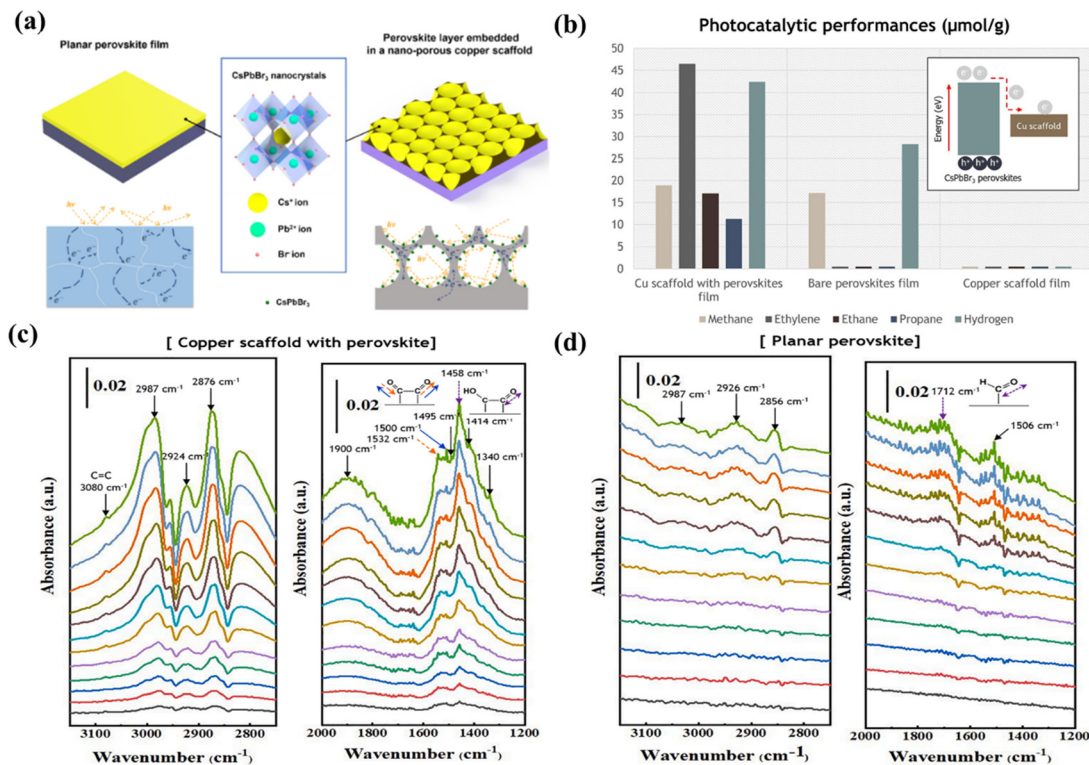 (a)
Planar perovskite film
Perovskite layer embedded
in a nano-porous copper scaffold
CsPbBr₃ nanocrystals
Cs⁺ ion
Pb²⁺ ion
Br⁻ ion
CsPbBr₃
hv
hv
e⁻
e⁻
e⁻
e⁻
e⁻
(b)
Photocatalytic performances (μmol/g)
50
45
40
35
30
25
20
15
10
5
0
Energy (eV)
e⁻ e⁻
e⁻
e⁻
Cu scaffold
h⁺ h⁺ h⁺
CsPbBr₃ perovskites
Cu scaffold with perovskites
film
Bare perovskites film
Copper scaffold film
Methane Ethylene Ethane Propane Hydrogen
(c)
[ Copper scaffold with perovskite]
0.02
2987 cm⁻¹
2876 cm⁻¹
2924 cm⁻¹
C=C
3080 cm⁻¹
Absorbance (a.u.)
3100 3000 2900 2800
Wavenumber (cm⁻¹)
0.02
O O
C C
1458 cm⁻¹
HO O
C C
1495 cm⁻¹
1500 cm⁻¹
1532 cm⁻¹
1414 cm⁻¹
1900 cm⁻¹
1340 cm⁻¹
Absorbance (a.u.)
2000 1800 1600 1400 1200
Wavenumber (cm⁻¹)
(d)
[ Planar perovskite]
0.02
2987 cm⁻¹
2926 cm⁻¹
2856 cm⁻¹
Absorbance (a.u.)
3100 3000 2900 2800
Wavenumber (cm⁻¹)
0.02
1712 cm⁻¹
H O
C
1506 cm⁻¹
Absorbance (a.u.)
2000 1800 1600 1400 1200
Wavenumber (cm⁻¹)